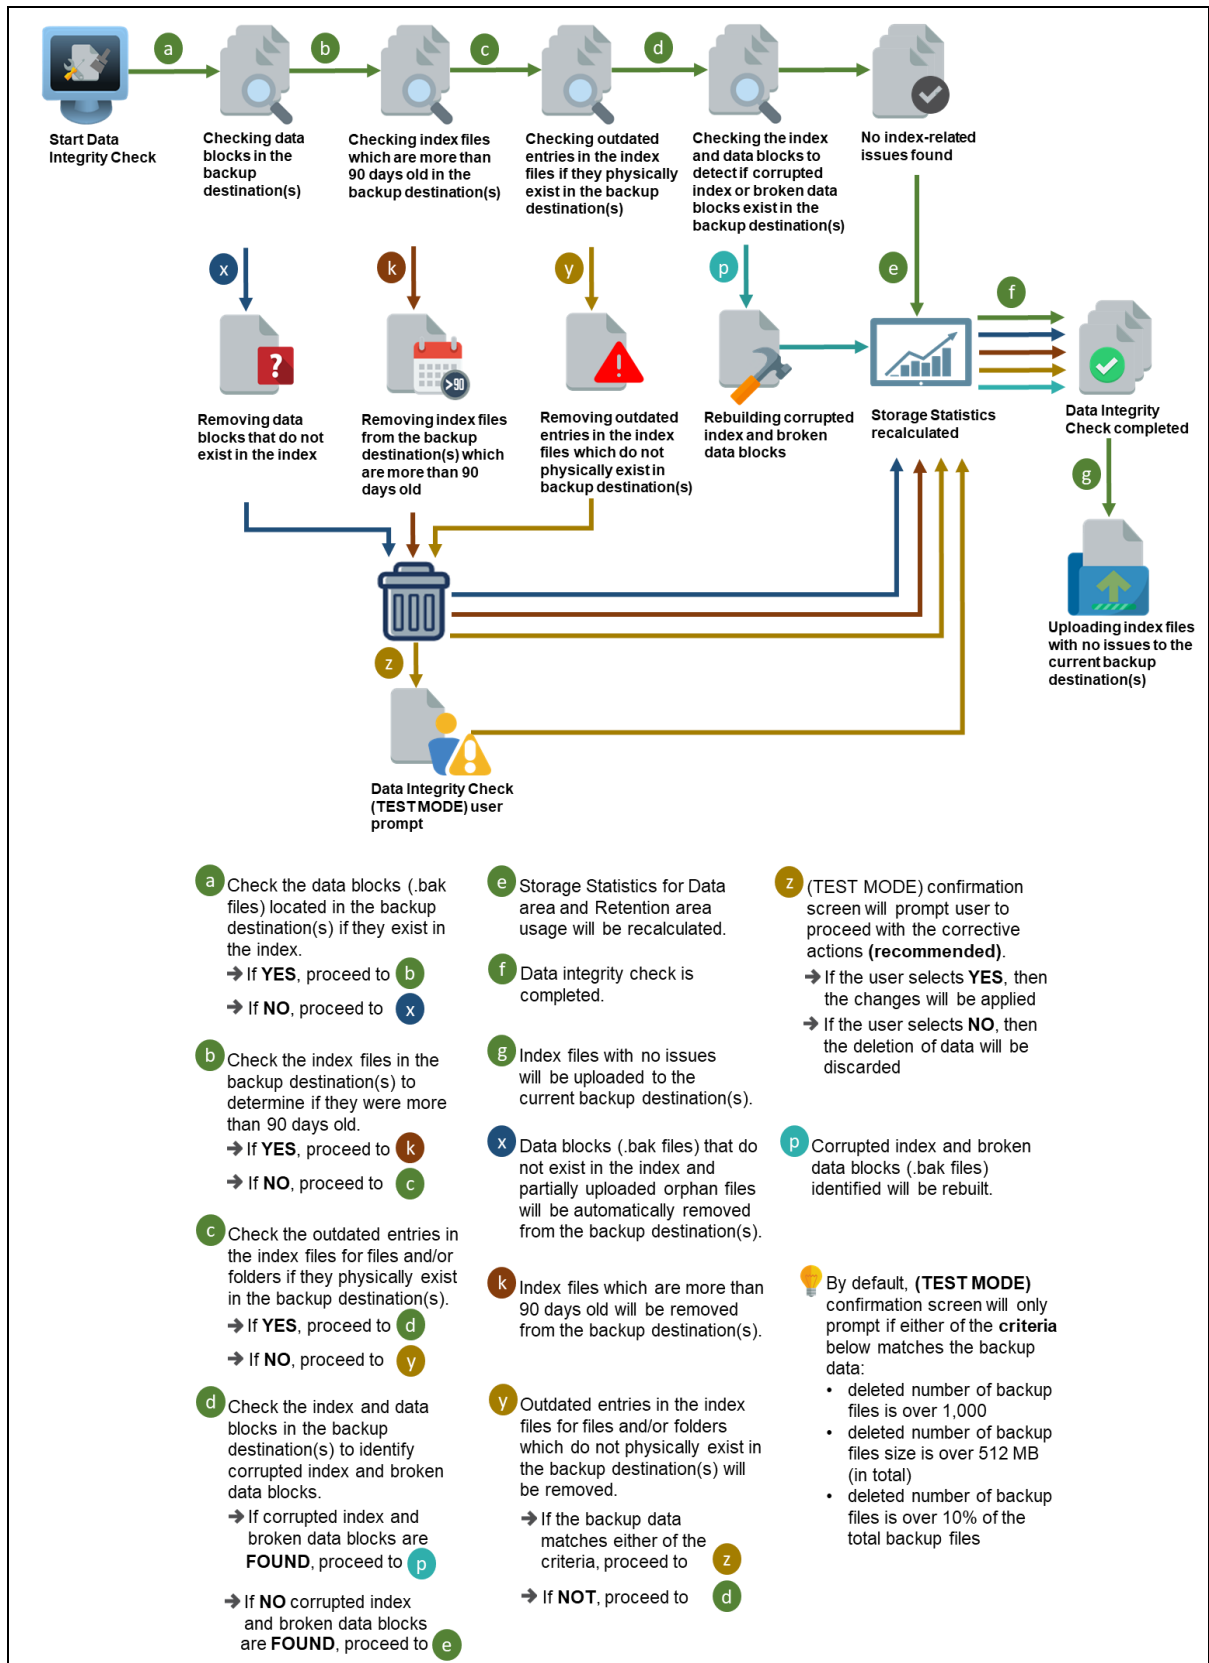 a
b
c
d
Start Data
Integrity Check
Checking data
blocks in the
backup
destination(s)
Checking index files
which are more than
90 days old in the
backup destination(s)
Checking outdated
entries in the index
files if they physically
exist in the backup
destination(s)
Checking the index
and data blocks to
detect if corrupted
index or broken data
blocks exist in the
backup destination(s)
No index-related
issues found
x
k
y
p
e
f
?
>90
!
Removing data
blocks that do not
exist in the index
Removing index files
from the backup
destination(s) which
are more than 90
days old
Removing outdated
entries in the index
files which do not
physically exist in
backup destination(s)
Rebuilding corrupted
index and broken
data blocks
Storage Statistics
recalculated
Data Integrity
Check completed
g
Uploading index files
with no issues to the
current backup
destination(s)
z
!
Data Integrity Check
(TEST MODE) user
prompt
a Check the data blocks (.bak
files) located in the backup
destination(s) if they exist in
the index.
➔ If YES, proceed to b
➔ If NO, proceed to x
b Check the index files in the
backup destination(s) to
determine if they were more
than 90 days old.
➔ If YES, proceed to k
➔ If NO, proceed to c
c Check the outdated entries in
the index files for files and/or
folders if they physically exist
in the backup destination(s).
➔ If YES, proceed to d
➔ If NO, proceed to y
d Check the index and data
blocks in the backup
destination(s) to identify
corrupted index and broken
data blocks.
➔ If corrupted index and
broken data blocks are
FOUND, proceed to p
➔ If NO corrupted index
and broken data blocks
are FOUND, proceed to e
e Storage Statistics for Data
area and Retention area
usage will be recalculated.
f Data integrity check is
completed.
g Index files with no issues
will be uploaded to the
current backup destination(s).
x Data blocks (.bak files) that do
not exist in the index and
partially uploaded orphan files
will be automatically removed
from the backup destination(s).
k Index files which are more than
90 days old will be removed
from the backup destination(s).
y Outdated entries in the index
files for files and/or folders
which do not physically exist in
the backup destination(s) will
be removed.
➔ If the backup data
matches either of the
criteria, proceed to z
➔ If NOT, proceed to d
z (TEST MODE) confirmation
screen will prompt user to
proceed with the corrective
actions (recommended).
➔ If the user selects YES, then
the changes will be applied
➔ If the user selects NO, then
the deletion of data will be
discarded
p Corrupted index and broken
data blocks (.bak files)
identified will be rebuilt.
By default, (TEST MODE)
confirmation screen will only
prompt if either of the criteria
below matches the backup
data:
• deleted number of backup
files is over 1,000
• deleted number of backup
files size is over 512 MB
(in total)
• deleted number of backup
files is over 10% of the
total backup files